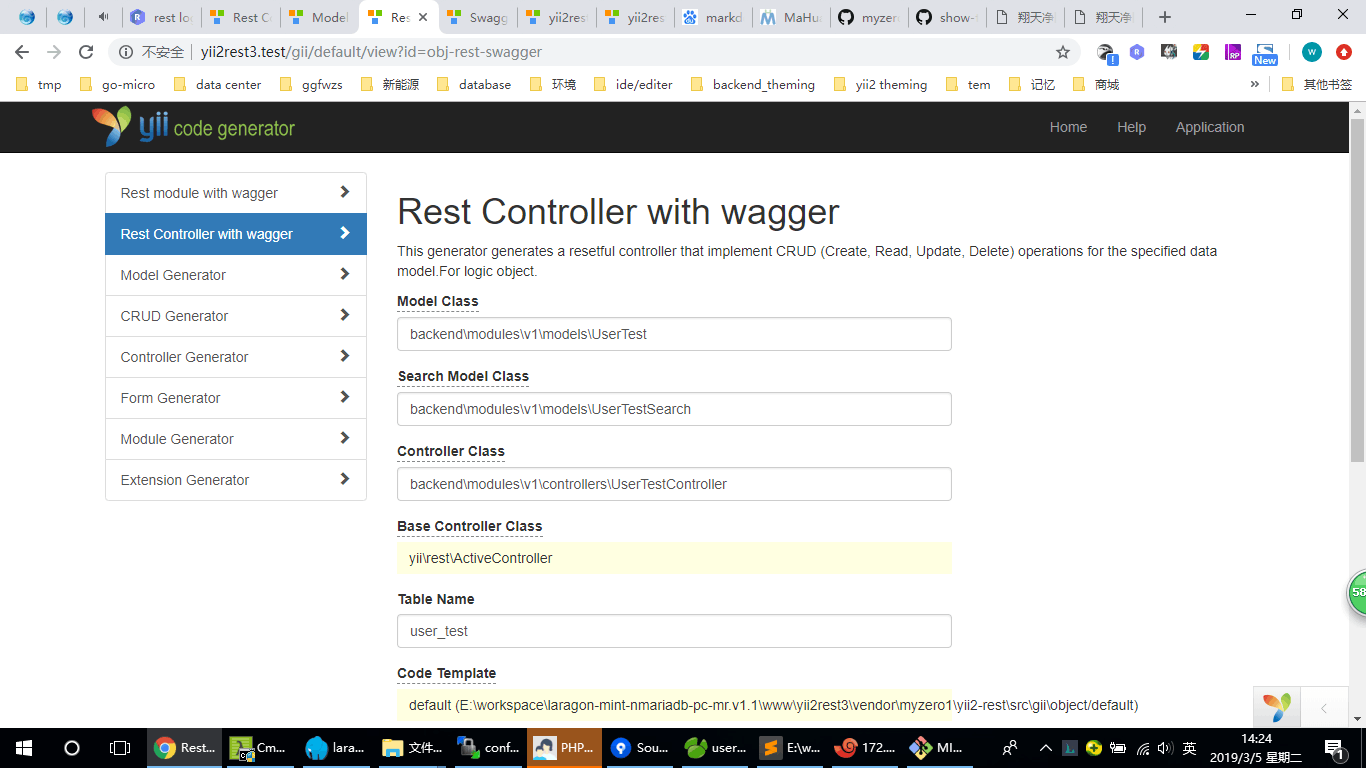 rest lo
Rest C
Model
Res
Swagg
yii2res
yii2res
markd
MaHu
myzer
show-
翔天净
翔天净
不安全
yii2rest3.test/gii/default/view?id=obj-rest-swagger
New
W
tmp
go-micro
data center
ggfwzs
新能源
database
环境
ide/editer
backend_theming
yii2 theming
tem
记忆
商城
»
其他书签
yii code generator
Home
Help
Application
Rest module with wagger
Rest Controller with wagger
Model Generator
CRUD Generator
Controller Generator
Form Generator
Module Generator
Extension Generator
Rest Controller with wagger
This generator generates a resetful controller that implement CRUD (Create, Read, Update, Delete) operations for the specified data
model.For logic object.
Model Class
backend\modules\v1\models\UserTest
Search Model Class
backend\modules\v1\models\UserTestSearch
Controller Class
backend\modules\v1\controllers\UserTestController
Base Controller Class
yii\rest\ActiveController
Table Name
user_test
Code Template
default (E:\workspace\laragon-mint-nmariadb-pc-mr.v1.1\www\yii2rest3\vendor\myzero1\yii2-rest\src\gii\object/default)
58
Rest...
Cm...
lara...
文件...
conf...
PHP...
Sou...
user...
E:\w...
172....
MI...
英
14:24
2019/3/5 星期二
1